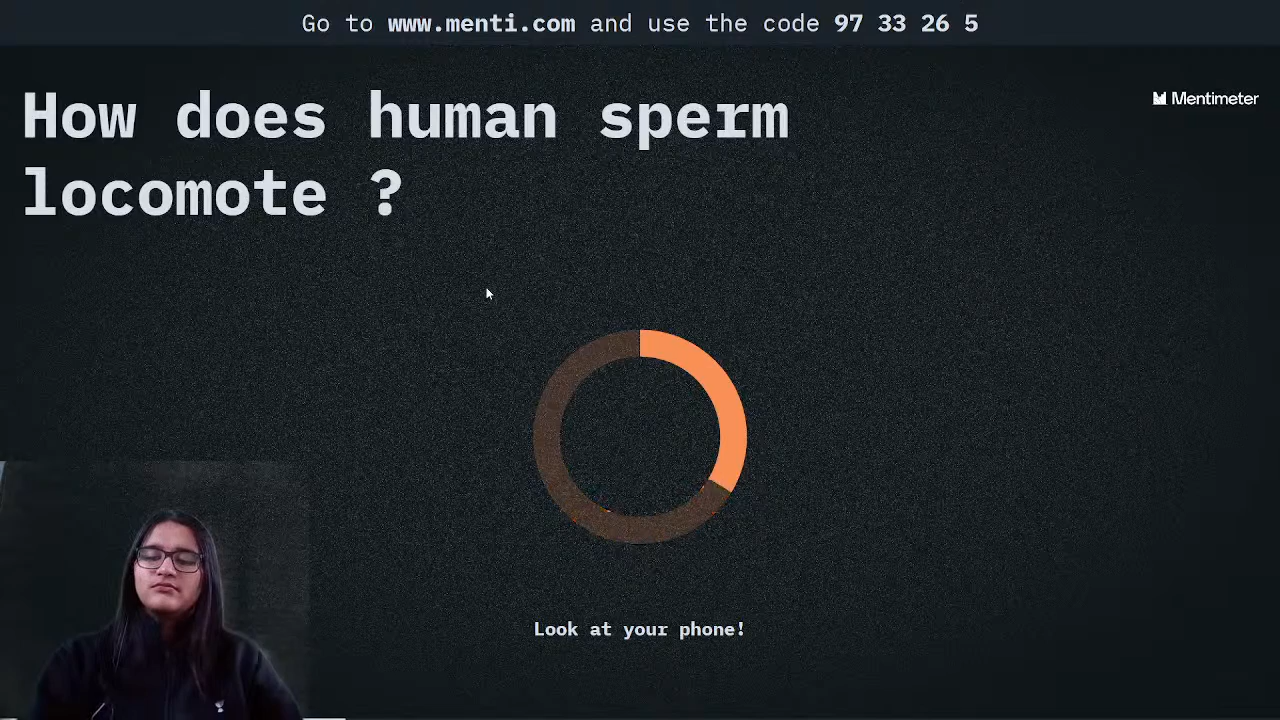 Go to www.menti.com and use the code 97 33 26 5
Mentimeter
How does human sperm
locomote ?
Look at your phone!